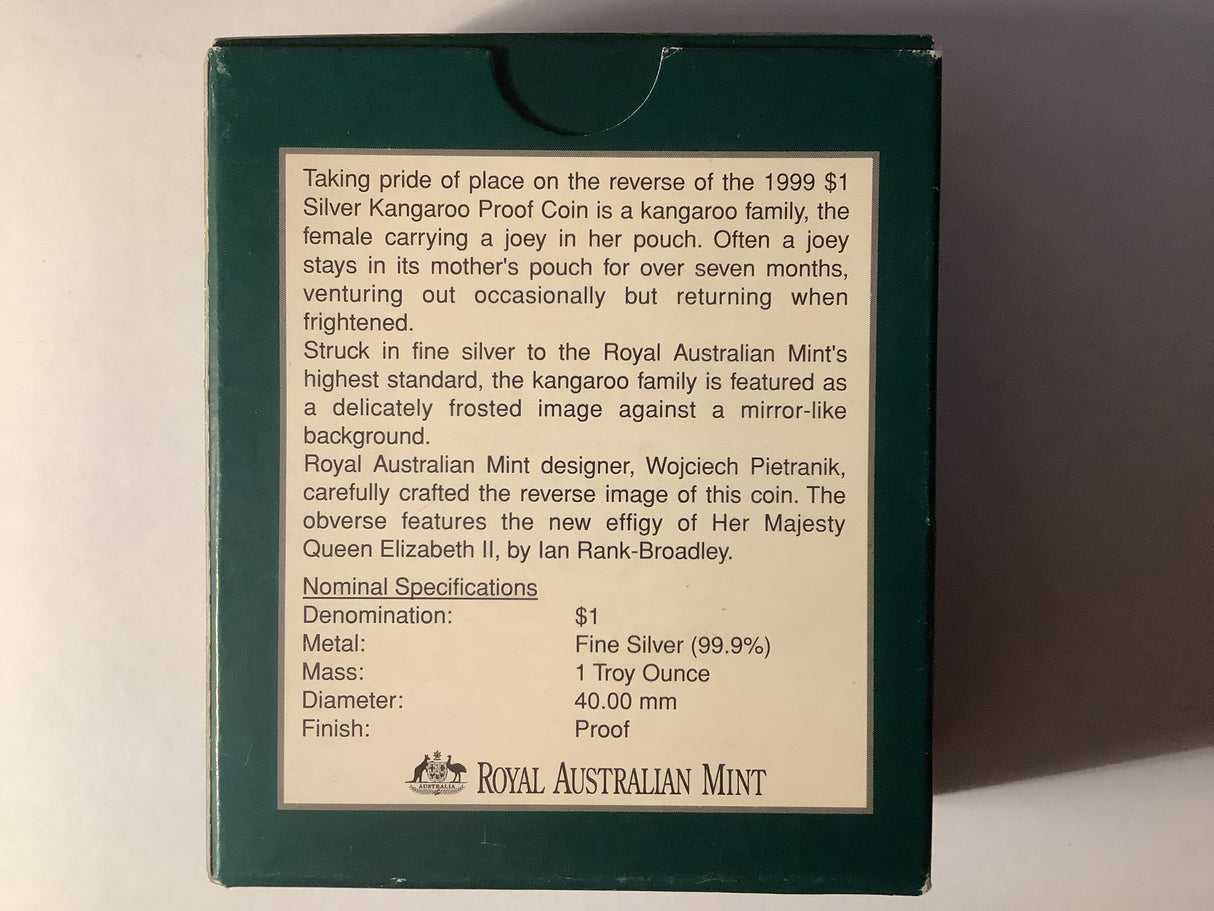 Taking pride of place on the reverse of the 1999 $1
Silver Kangaroo Proof Coin is a kangaroo family, the
female carrying a joey in her pouch. Often a joey
stays in its mother's pouch for over seven months,
venturing out occasionally but returning when
frightened.
Struck in fine silver to the Royal Australian Mint's
highest standard, the kangaroo family is featured as
a delicately frosted image against a mirror-like
background.
Royal Australian Mint designer, Wojciech Pietranik,
carefully crafted the reverse image of this coin. The
obverse features the new effigy of Her Majesty
Queen Elizabeth II, by Ian Rank-Broadley.
Nominal Specifications
Denomination: $1
Metal: Fine Silver (99.9%)
Mass: 1 Troy Ounce
Diameter: 40.00 mm
Finish: Proof
AUSTRALIA
ROYAL AUSTRALIAN MINT